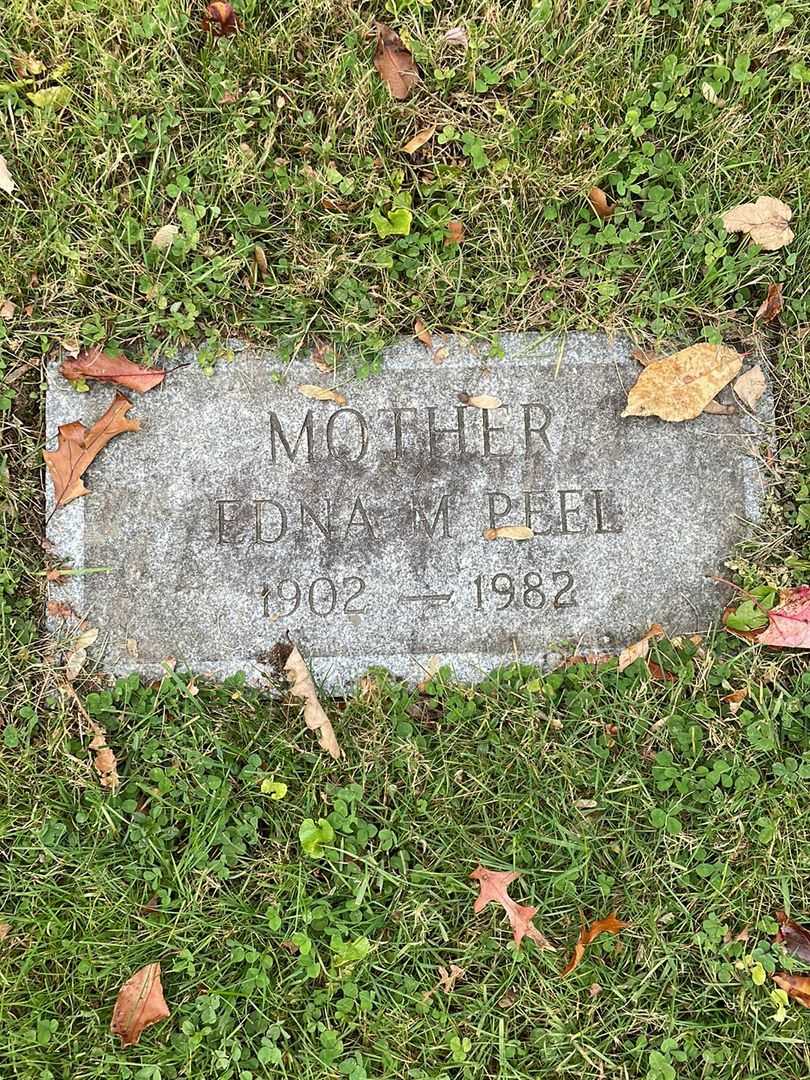 MOTHER
EDNA M PEEL
1902 — 1982